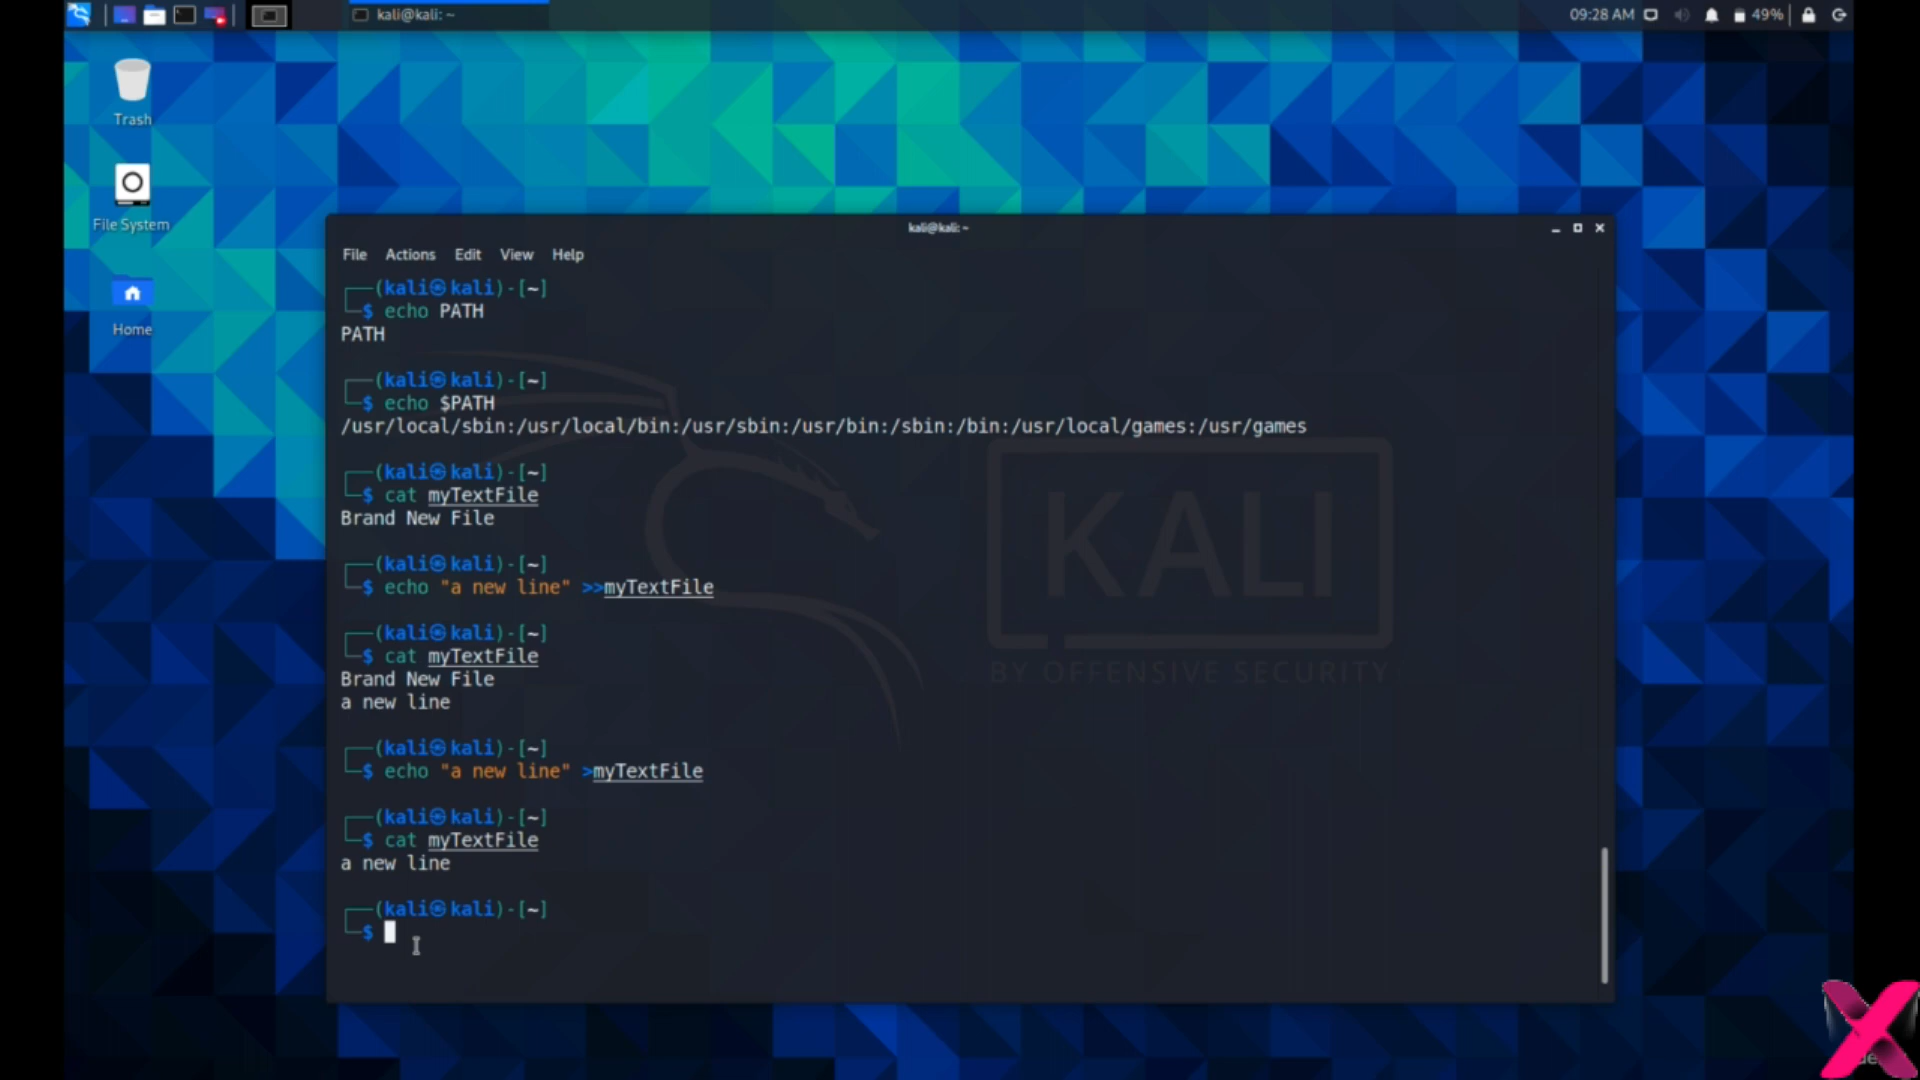 kali@kali: ~
09:28 AM
49%
Trash
File System
Home
kali@kali: ~
File Actions Edit View Help
┌──(kali㉿kali)-[~]
└─$ echo PATH
PATH
┌──(kali㉿kali)-[~]
└─$ echo $PATH
/usr/local/sbin:/usr/local/bin:/usr/sbin:/usr/bin:/sbin:/bin:/usr/local/games:/usr/games
┌──(kali㉿kali)-[~]
└─$ cat myTextFile
Brand New File
┌──(kali㉿kali)-[~]
└─$ echo "a new line" >>myTextFile
┌──(kali㉿kali)-[~]
└─$ cat myTextFile
Brand New File
a new line
┌──(kali㉿kali)-[~]
└─$ echo "a new line" >myTextFile
┌──(kali㉿kali)-[~]
└─$ cat myTextFile
a new line
┌──(kali㉿kali)-[~]
└─$
KALI
BY OFFENSIVE SECURITY